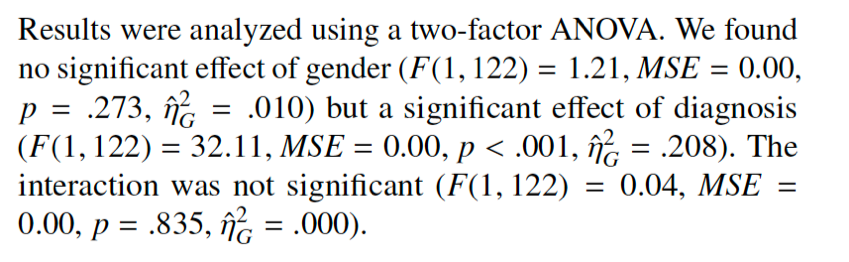 Results were analyzed using a two-factor ANOVA. We found
no significant effect of gender (F(1, 122) = 1.21, MSE = 0.00,
p = .273, η̂²_G = .010) but a significant effect of diagnosis
(F(1, 122) = 32.11, MSE = 0.00, p < .001, η̂²_G = .208). The
interaction was not significant (F(1, 122) = 0.04, MSE =
0.00, p = .835, η̂²_G = .000).